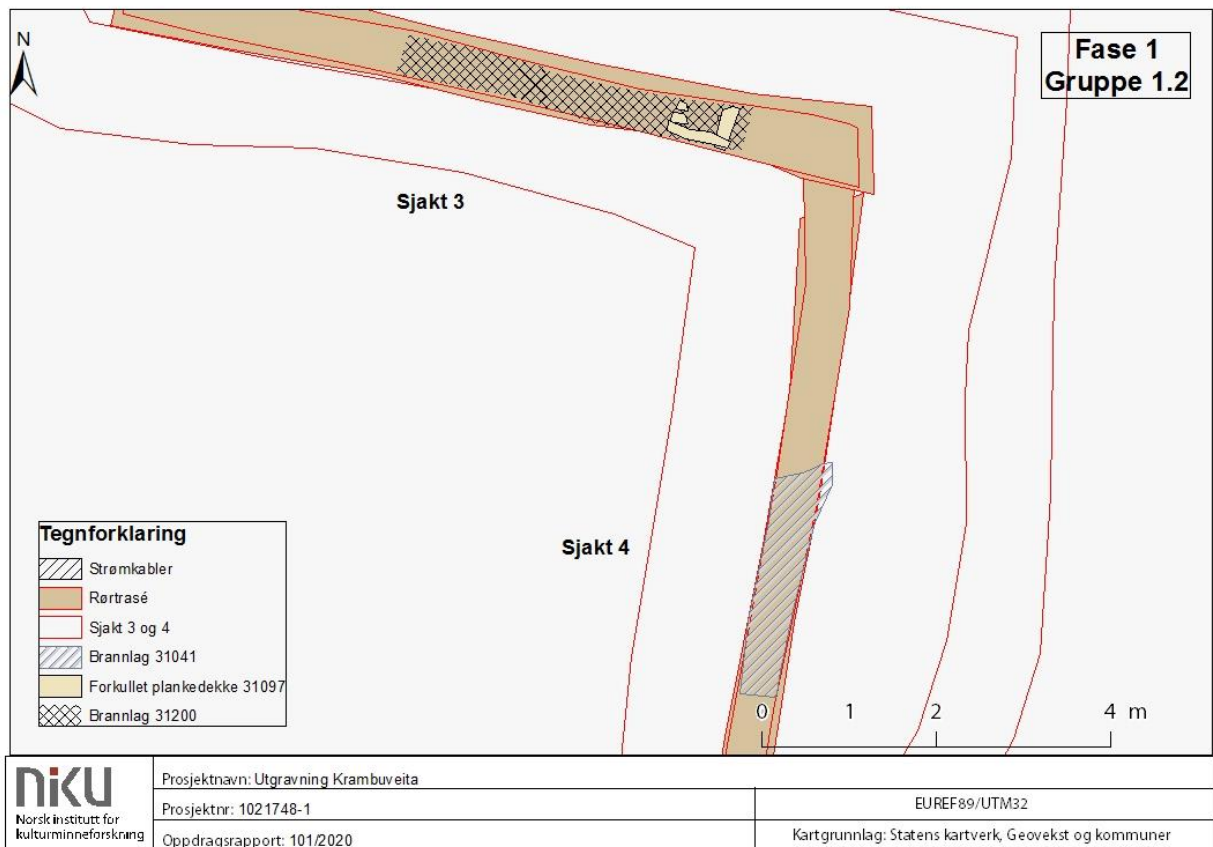 N
Fase 1
Gruppe 1.2
Sjakt 3
Sjakt 4
Tegnforklaring
Strømkabler
Rørtrasé
Sjakt 3 og 4
Brannlag 31041
Forkullet plankedekke 31097
Brannlag 31200
0 1 2 4 m
niku
Norsk institutt for
kulturminneforskning
Prosjektnavn: Utgravning Krambuveita
Prosjektnr: 1021748-1
Oppdragsrapport: 101/2020
EUREF89/UTM32
Kartgrunnlag: Statens kartverk, Geovekst og kommuner